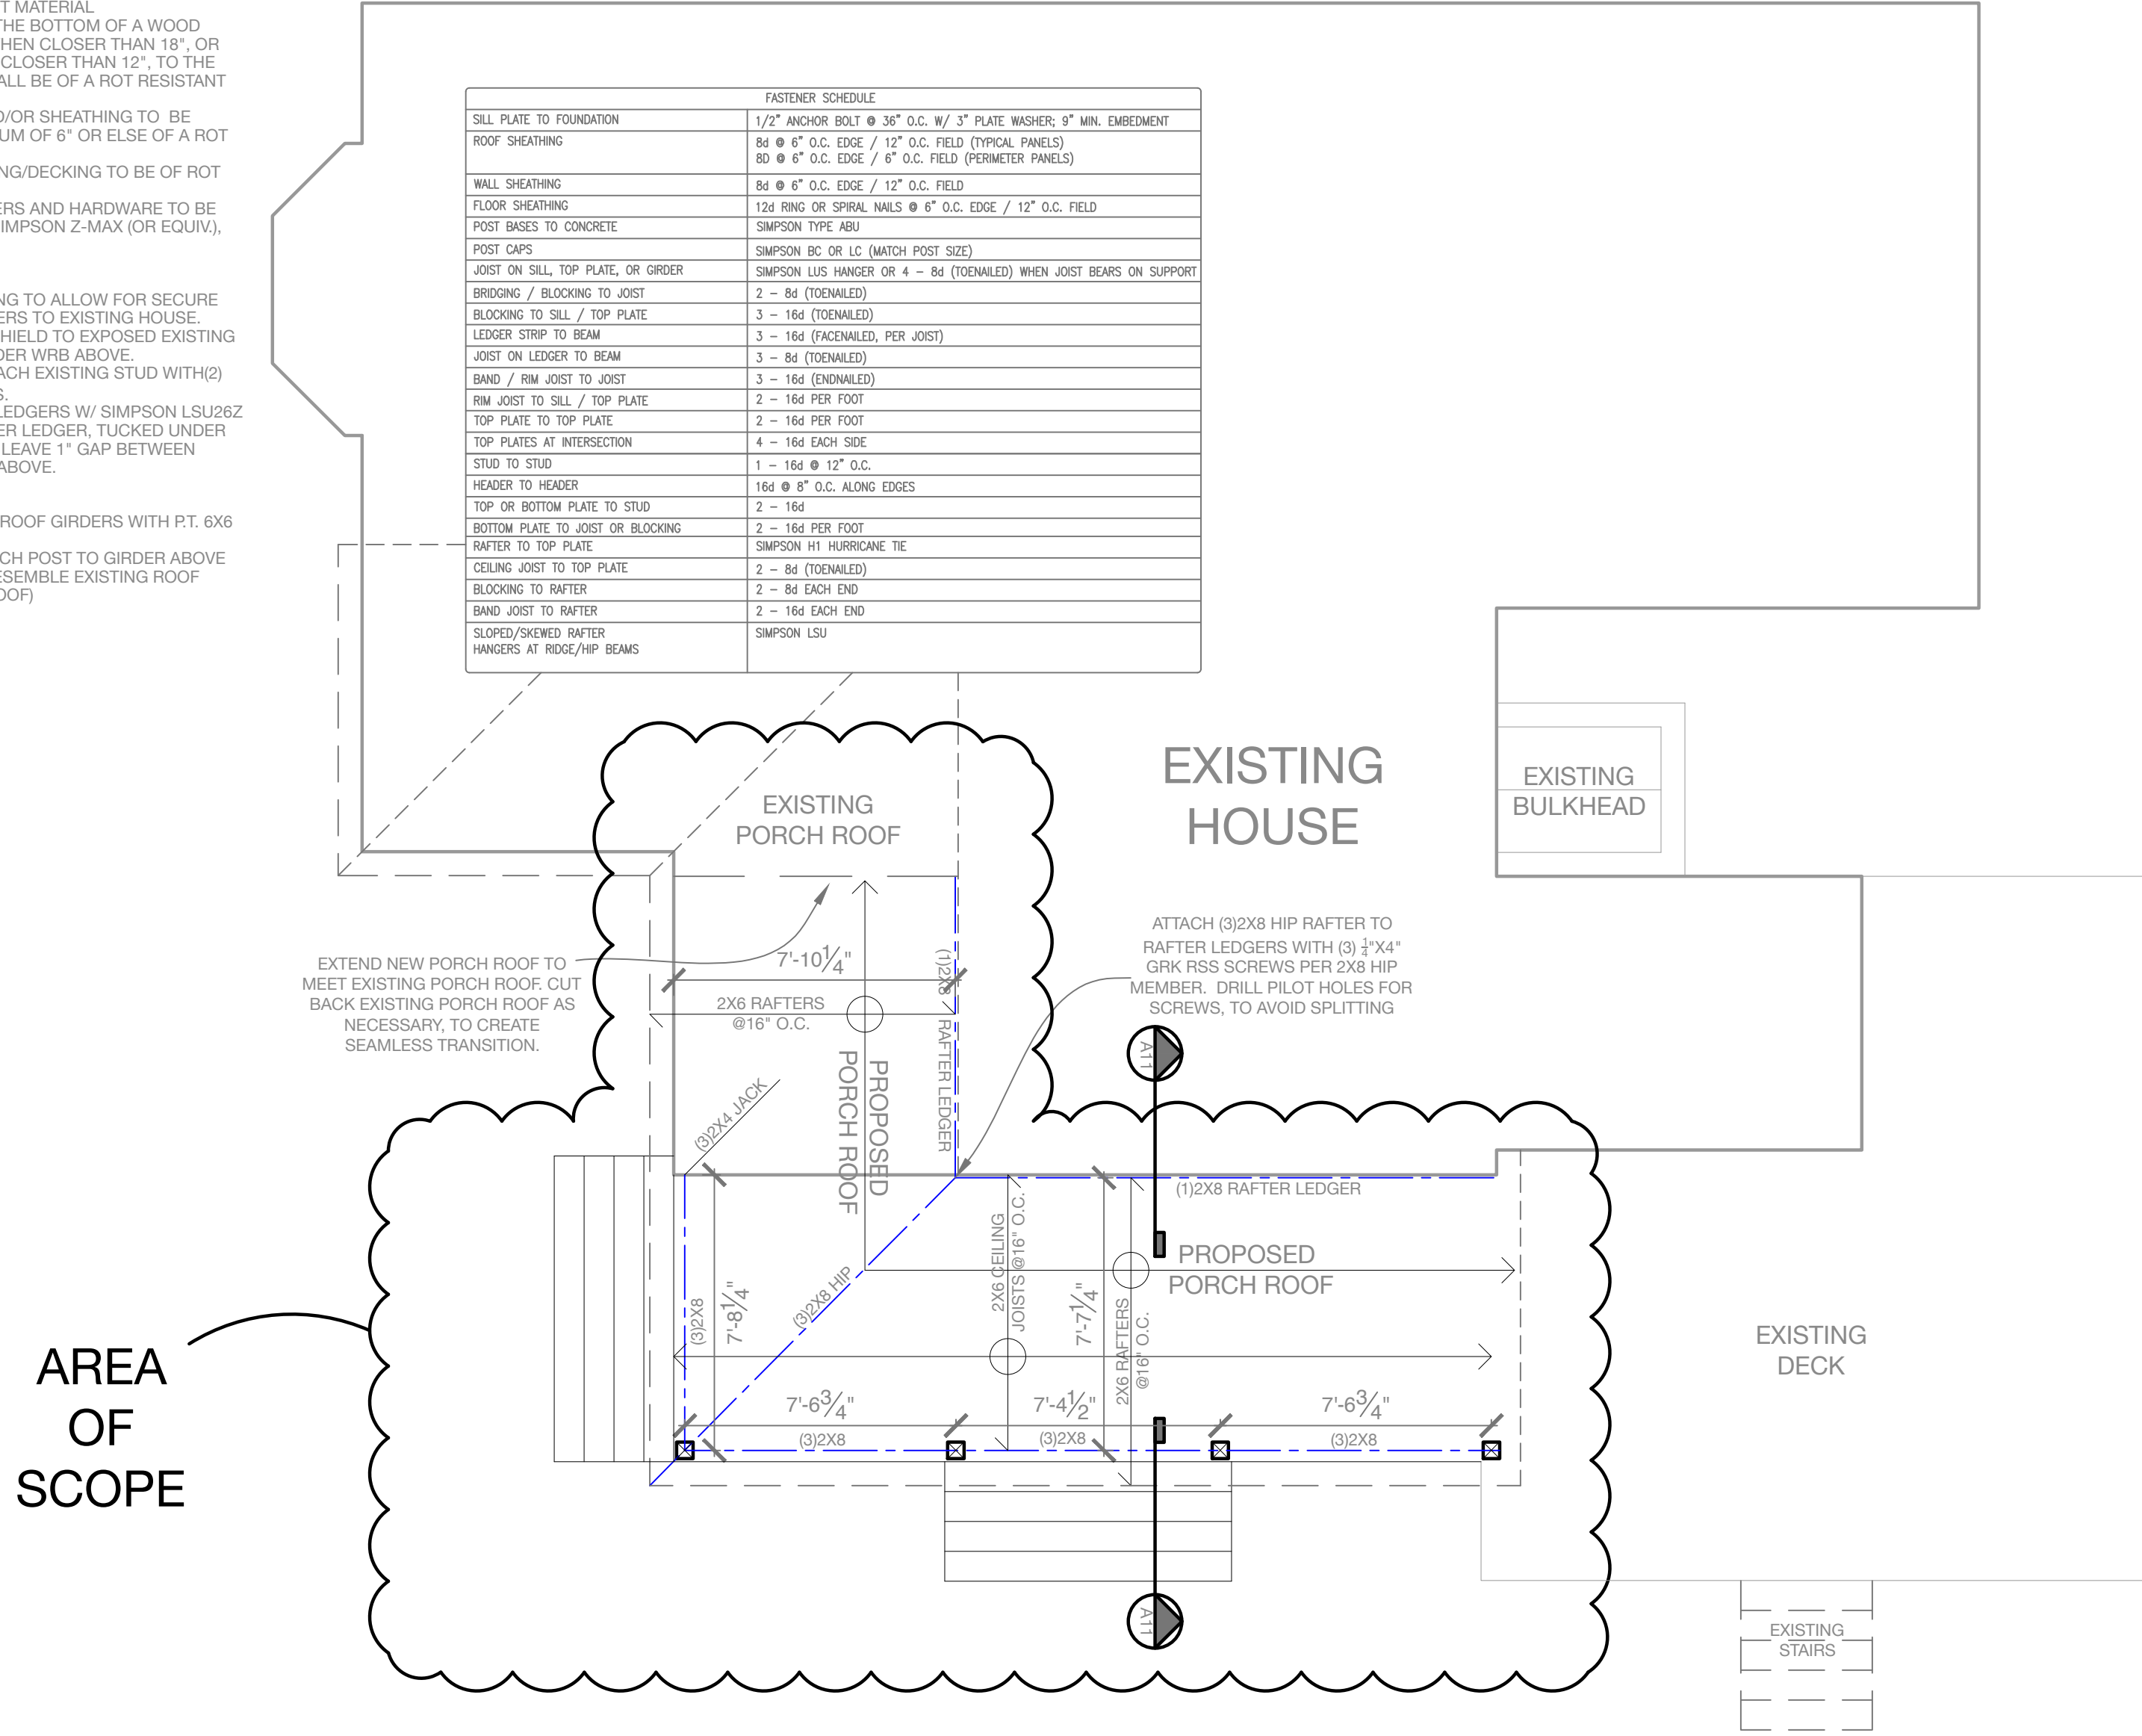 T MATERIAL
THE BOTTOM OF A WOOD
HEN CLOSER THAN 18", OR
CLOSER THAN 12", TO THE
ALL BE OF A ROT RESISTANT
D/OR SHEATHING TO BE
UM OF 6" OR ELSE OF A ROT
NG/DECKING TO BE OF ROT
ERS AND HARDWARE TO BE
SIMPSON Z-MAX (OR EQUIV.),
NG TO ALLOW FOR SECURE
ERS TO EXISTING HOUSE.
HIELD TO EXPOSED EXISTING
DER WRB ABOVE.
ACH EXISTING STUD WITH(2)
S.
LEDGERS W/ SIMPSON LSU26Z
ER LEDGER, TUCKED UNDER
LEAVE 1" GAP BETWEEN
ABOVE.
ROOF GIRDERS WITH P.T. 6X6
CH POST TO GIRDER ABOVE
ESEMBLE EXISTING ROOF
OOF)
FASTENER SCHEDULE
SILL PLATE TO FOUNDATION 1/2" ANCHOR BOLT @ 36" O.C. W/ 3" PLATE WASHER; 9" MIN. EMBEDMENT
ROOF SHEATHING 8d @ 6" O.C. EDGE / 12" O.C. FIELD (TYPICAL PANELS)
8D @ 6" O.C. EDGE / 6" O.C. FIELD (PERIMETER PANELS)
WALL SHEATHING 8d @ 6" O.C. EDGE / 12" O.C. FIELD
FLOOR SHEATHING 12d RING OR SPIRAL NAILS @ 6" O.C. EDGE / 12" O.C. FIELD
POST BASES TO CONCRETE SIMPSON TYPE ABU
POST CAPS SIMPSON BC OR LC (MATCH POST SIZE)
JOIST ON SILL, TOP PLATE, OR GIRDER SIMPSON LUS HANGER OR 4 - 8d (TOENAILED) WHEN JOIST BEARS ON SUPPORT
BRIDGING / BLOCKING TO JOIST 2 - 8d (TOENAILED)
BLOCKING TO SILL / TOP PLATE 3 - 16d (TOENAILED)
LEDGER STRIP TO BEAM 3 - 16d (FACENAILED, PER JOIST)
JOIST ON LEDGER TO BEAM 3 - 8d (TOENAILED)
BAND / RIM JOIST TO JOIST 3 - 16d (ENDNAILED)
RIM JOIST TO SILL / TOP PLATE 2 - 16d PER FOOT
TOP PLATE TO TOP PLATE 2 - 16d PER FOOT
TOP PLATES AT INTERSECTION 4 - 16d EACH SIDE
STUD TO STUD 1 - 16d @ 12" O.C.
HEADER TO HEADER 16d @ 8" O.C. ALONG EDGES
TOP OR BOTTOM PLATE TO STUD 2 - 16d
BOTTOM PLATE TO JOIST OR BLOCKING 2 - 16d PER FOOT
RAFTER TO TOP PLATE SIMPSON H1 HURRICANE TIE
CEILING JOIST TO TOP PLATE 2 - 8d (TOENAILED)
BLOCKING TO RAFTER 2 - 8d EACH END
BAND JOIST TO RAFTER 2 - 16d EACH END
SLOPED/SKEWED RAFTER SIMPSON LSU
HANGERS AT RIDGE/HIP BEAMS
EXISTING
HOUSE
EXISTING
BULKHEAD
EXISTING
PORCH ROOF
EXTEND NEW PORCH ROOF TO
MEET EXISTING PORCH ROOF. CUT
BACK EXISTING PORCH ROOF AS
NECESSARY, TO CREATE
SEAMLESS TRANSITION.
7'-10 1/4"
2X6 RAFTERS
@16" O.C.
(1)2X8 RAFTER LEDGER
ATTACH (3)2X8 HIP RAFTER TO
RAFTER LEDGERS WITH (3) 1/4"X4"
GRK RSS SCREWS PER 2X8 HIP
MEMBER. DRILL PILOT HOLES FOR
SCREWS, TO AVOID SPLITTING
A11
PROPOSED
PORCH ROOF
(3)2X4 JACK
(1)2X8 RAFTER LEDGER
PROPOSED
PORCH ROOF
2X6 CEILING
JOISTS @16" O.C.
7'-7 1/4"
2X6 RAFTERS
@16" O.C.
(3)2X8
7'-8 1/4"
(3)2X8 HIP
7'-6 3/4"
(3)2X8
7'-4 1/2"
(3)2X8
7'-6 3/4"
(3)2X8
A11
AREA
OF
SCOPE
EXISTING
DECK
EXISTING
STAIRS